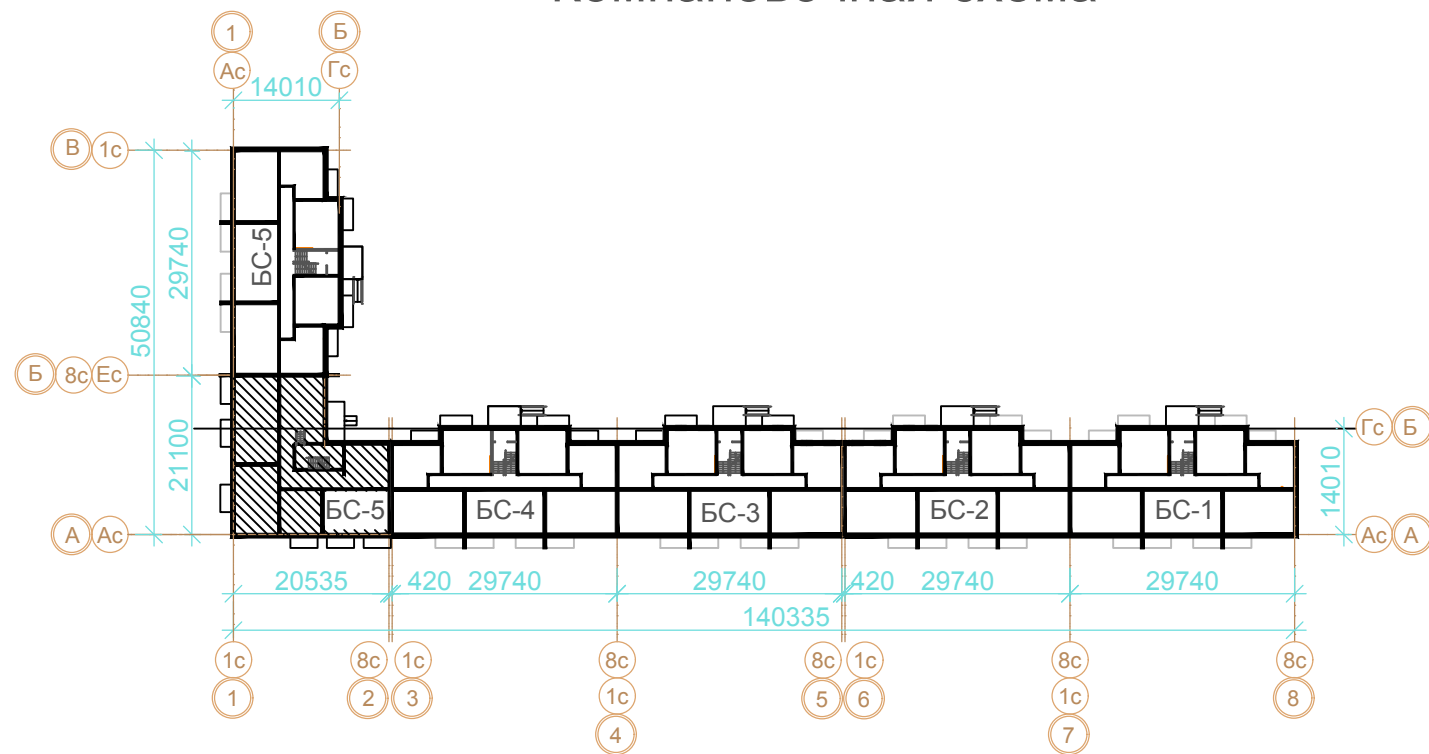 1 Б
Ас Гс
14010
В 1с
29740
50840
БС-5
Б 8с Ес
21100
Гс Б
14010
БС-5 БС-4 БС-3 БС-2 БС-1
А Ас
Ас А
20535 420 29740 29740 420 29740 29740
140335
1с 8с 1с 8с 8с 1с 8с 8с
1 2 3 1с 5 6 1с 8
4 7